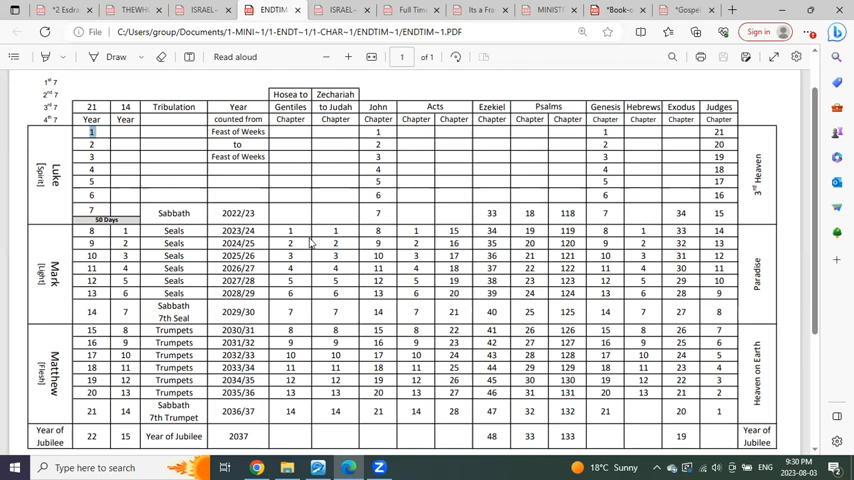 *2 Esdra
THEWH
ISRAEL-
ENDTIM
ISRAEL-
Full Time
Its a Fra
MINISTR
*Book-o
*Gospel
File C:/Users/group/Documents/1-MINI~1/1-ENDT~1/1-CHAR~1/ENDTIM~1/ENDTIM~1.PDF Sign in
Draw Read aloud 1 of 1
1st 7
2nd 7 Hosea to Zechariah
3rd 7 21 14 Tribulation Year Gentiles to Judah John Acts Ezekiel Psalms Genesis Hebrews Exodus Judges
4th 7 Year Year counted from Chapter Chapter Chapter Chapter Chapter Chapter Chapter Chapter Chapter Chapter Chapter Chapter
Luke [Spirit]
1 Feast of Weeks 1 1 21
2 to 2 2 20
3 Feast of Weeks 3 3 19
4 4 4 18
5 5 5 17
6 6 6 16
7 Sabbath 2022/23 7 33 18 118 7 34 15
3rd Heaven
50 Days
Mark [Light]
8 1 Seals 2023/24 1 1 8 1 15 34 19 119 8 1 33 14
9 2 Seals 2024/25 2 2 9 2 16 35 20 120 9 2 32 13
10 3 Seals 2025/26 3 3 10 3 17 36 21 121 10 3 31 12
11 4 Seals 2026/27 4 4 11 4 18 37 22 122 11 4 30 11
12 5 Seals 2027/28 5 5 12 5 19 38 23 123 12 5 29 10
13 6 Seals 2028/29 6 6 13 6 20 39 24 124 13 6 28 9
14 7 Sabbath 7th Seal 2029/30 7 7 14 7 21 40 25 125 14 7 27 8
Paradise
Matthew [Flesh]
15 8 Trumpets 2030/31 8 8 15 8 22 41 26 126 15 8 26 7
16 9 Trumpets 2031/32 9 9 16 9 23 42 27 127 16 9 25 6
17 10 Trumpets 2032/33 10 10 17 10 24 43 28 128 17 10 24 5
18 11 Trumpets 2033/34 11 11 18 11 25 44 29 129 18 11 23 4
19 12 Trumpets 2034/35 12 12 19 12 26 45 30 130 19 12 22 3
20 13 Trumpets 2035/36 13 13 20 13 27 46 31 131 20 13 21 2
21 14 Sabbath 7th Trumpet 2036/37 14 14 21 14 28 47 32 132 21 20 1
Heaven on Earth
Year of Jubilee 22 15 Year of Jubilee 2037 48 33 133 19 Year of Jubilee
Type here to search
18°C Sunny
ENG
9:30 PM
2023-08-03